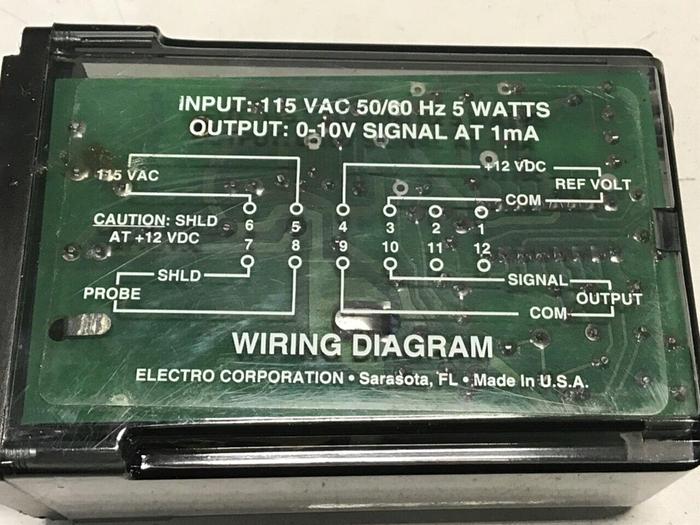 INPUT: 115 VAC 50/60 Hz 5 WATTS
OUTPUT: 0-10V SIGNAL AT 1mA
115 VAC
+12 VDC
REF VOLT
COM
CAUTION: SHLD
AT +12 VDC
6 5 4 3 2 1
7 8 9 10 11 12
SHLD
PROBE
SIGNAL
OUTPUT
COM
WIRING DIAGRAM
ELECTRO CORPORATION • Sarasota, FL • Made In U.S.A.